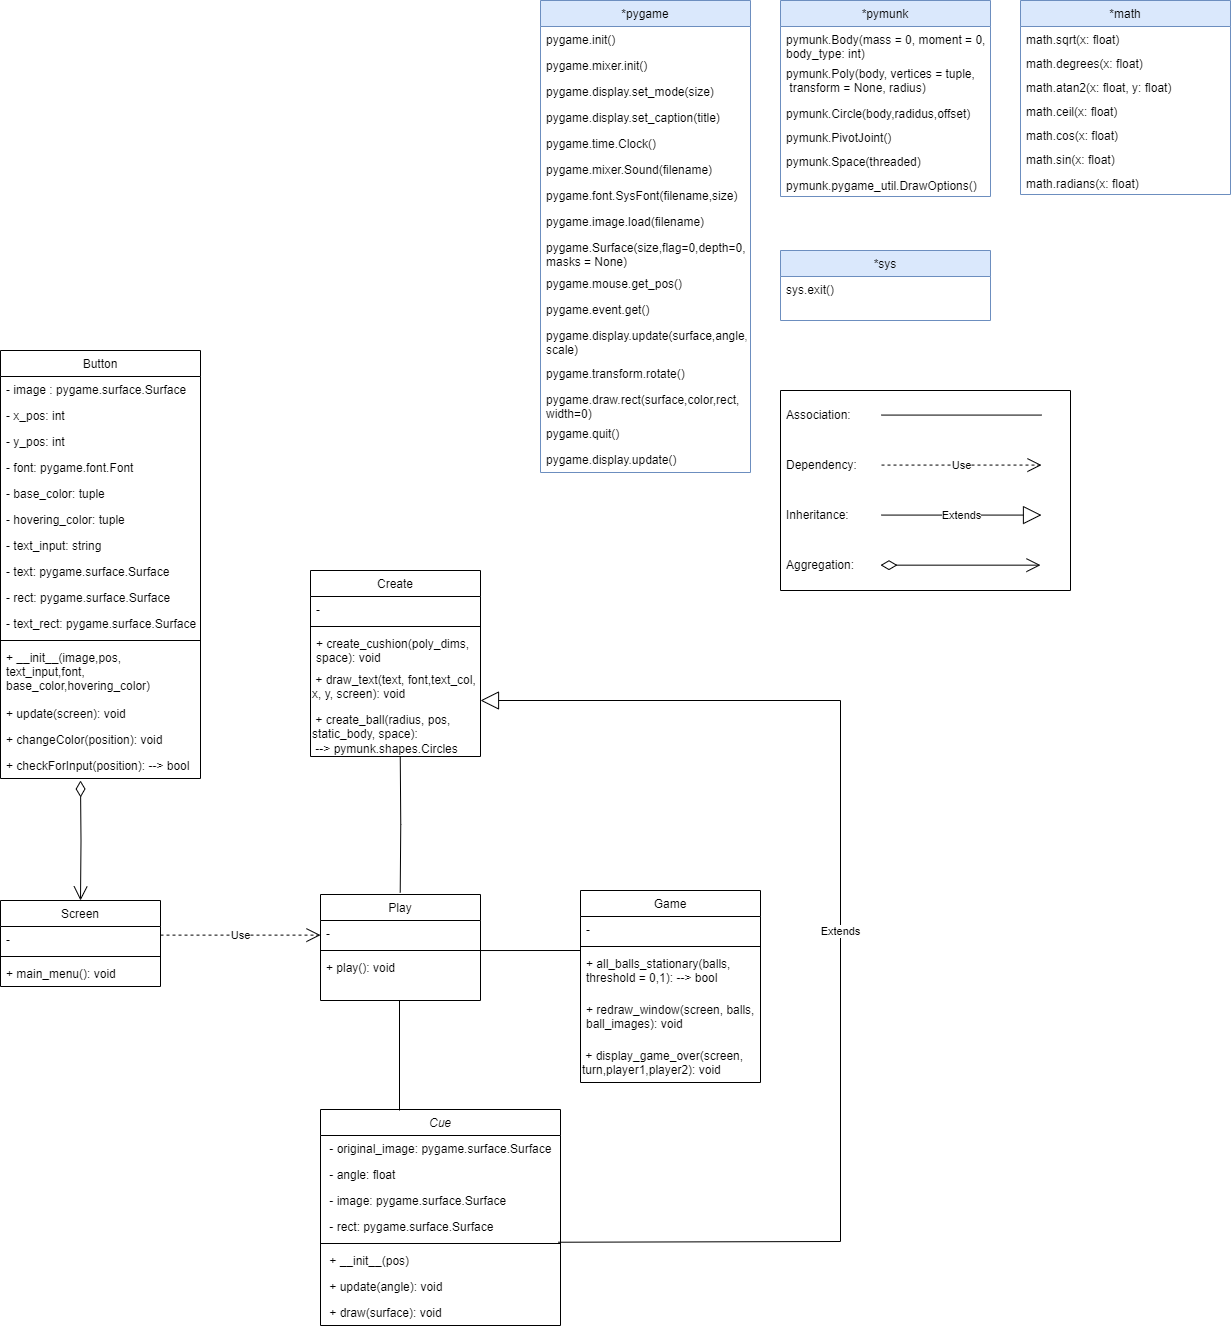 *pygame
pygame.init()
pygame.mixer.init()
pygame.display.set_mode(size)
pygame.display.set_caption(title)
pygame.time.Clock()
pygame.mixer.Sound(filename)
pygame.font.SysFont(filename,size)
pygame.image.load(filename)
pygame.Surface(size,flag=0,depth=0,
masks = None)
pygame.mouse.get_pos()
pygame.event.get()
pygame.display.update(surface,angle,
scale)
pygame.transform.rotate()
pygame.draw.rect(surface,color,rect,
width=0)
pygame.quit()
pygame.display.update()
*pymunk
pymunk.Body(mass = 0, moment = 0,
body_type: int)
pymunk.Poly(body, vertices = tuple,
transform = None, radius)
pymunk.Circle(body,radidus,offset)
pymunk.PivotJoint()
pymunk.Space(threaded)
pymunk.pygame_util.DrawOptions()
*math
math.sqrt(x: float)
math.degrees(x: float)
math.atan2(x: float, y: float)
math.ceil(x: float)
math.cos(x: float)
math.sin(x: float)
math.radians(x: float)
*sys
sys.exit()
Association:
Dependency:
Use
Inheritance:
Extends
Aggregation:
Button
- image : pygame.surface.Surface
- x_pos: int
- y_pos: int
- font: pygame.font.Font
- base_color: tuple
- hovering_color: tuple
- text_input: string
- text: pygame.surface.Surface
- rect: pygame.surface.Surface
- text_rect: pygame.surface.Surface
+ __init__(image,pos,
text_input,font,
base_color,hovering_color)
+ update(screen): void
+ changeColor(position): void
+ checkForInput(position): --> bool
Create
-
+ create_cushion(poly_dims,
space): void
+ draw_text(text, font,text_col,
x, y, screen): void
+ create_ball(radius, pos,
static_body, space):
--> pymunk.shapes.Circles
Screen
-
+ main_menu(): void
Use
Play
-
+ play(): void
Game
-
+ all_balls_stationary(balls,
threshold = 0,1): --> bool
+ redraw_window(screen, balls,
ball_images): void
+ display_game_over(screen,
turn,player1,player2): void
Extends
Cue
- original_image: pygame.surface.Surface
- angle: float
- image: pygame.surface.Surface
- rect: pygame.surface.Surface
+ __init__(pos)
+ update(angle): void
+ draw(surface): void